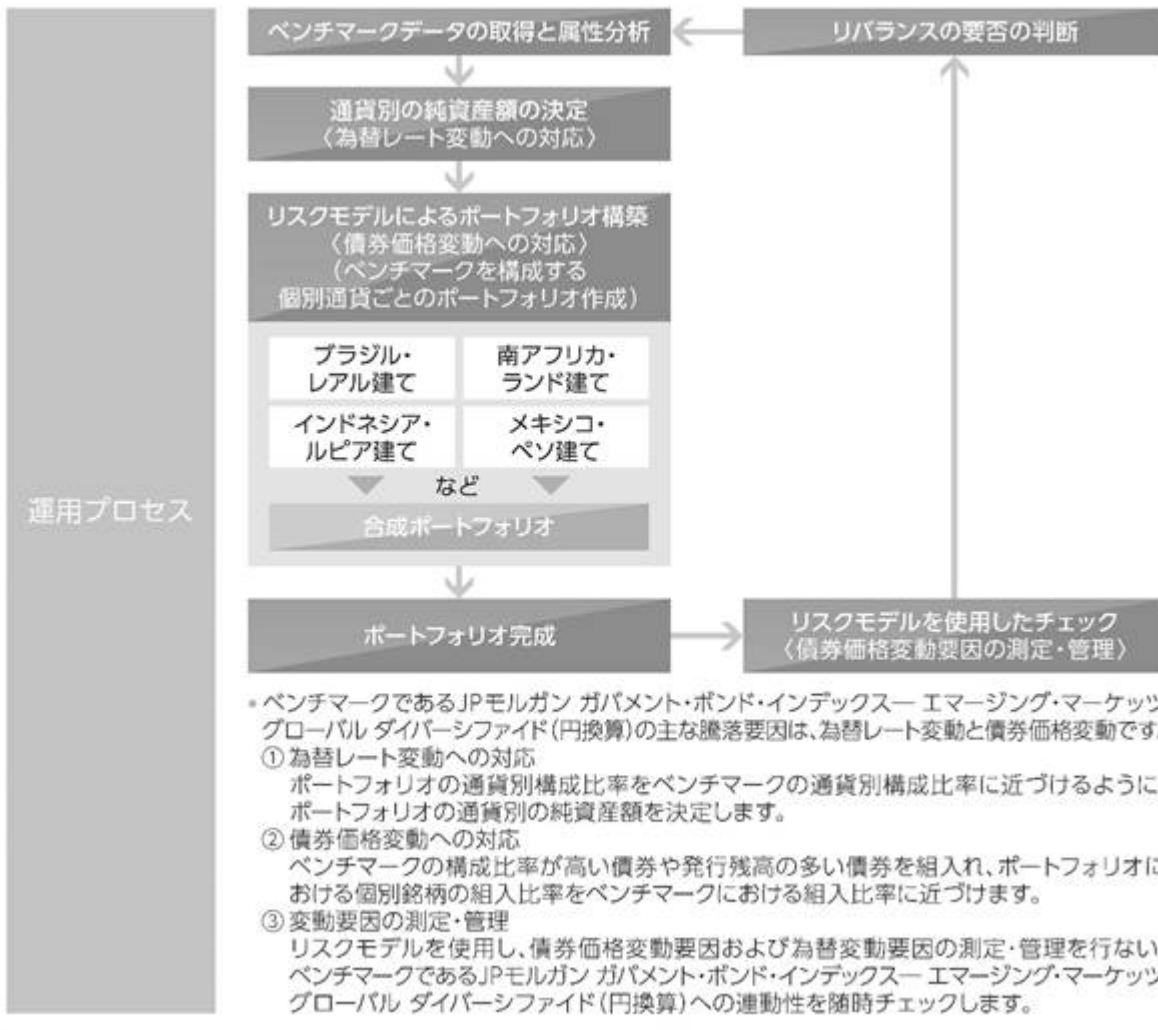 運用プロセス
ベンチマークデータの取得と属性分析
リバランスの要否の判断
通貨別の純資産額の決定
〈為替レート変動への対応〉
リスクモデルによるポートフォリオ構築
〈債券価格変動への対応〉
（ベンチマークを構成する
個別通貨ごとのポートフォリオ作成）
ブラジル・
レアル建て
南アフリカ・
ランド建て
インドネシア・
ルピア建て
メキシコ・
ペソ建て
など
合成ポートフォリオ
ポートフォリオ完成
リスクモデルを使用したチェック
〈債券価格変動要因の測定・管理〉
• ベンチマークであるJPモルガン ガバメント・ボンド・インデックス― エマージング・マーケッツ
グローバル ダイバーシファイド（円換算）の主な騰落要因は、為替レート変動と債券価格変動です。
① 為替レート変動への対応
ポートフォリオの通貨別構成比率をベンチマークの通貨別構成比率に近づけるように
ポートフォリオの通貨別の純資産額を決定します。
② 債券価格変動への対応
ベンチマークの構成比率が高い債券や発行残高の多い債券を組入れ、ポートフォリオに
おける個別銘柄の組入比率をベンチマークにおける組入比率に近づけます。
③ 変動要因の測定・管理
リスクモデルを使用し、債券価格変動要因および為替変動要因の測定・管理を行ない
ベンチマークであるJPモルガン ガバメント・ボンド・インデックス― エマージング・マーケッツ
グローバル ダイバーシファイド（円換算）への連動性を随時チェックします。